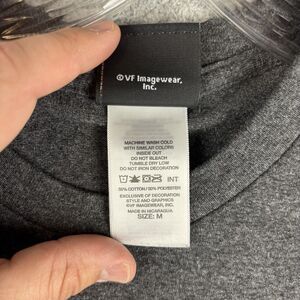 © VF Imagewear,
Inc.
MACHINE WASH COLD
WITH SIMILAR COLORS
INSIDE OUT
DO NOT BLEACH
TUMBLE DRY LOW
DO NOT IRON DECORATION
INT.
50% COTTON/50% POLYESTER
EXCLUSIVE OF DECORATION
STYLE AND GRAPHICS
© VF IMAGEWEAR, INC.
MADE IN NICARAGUA
SIZE: M